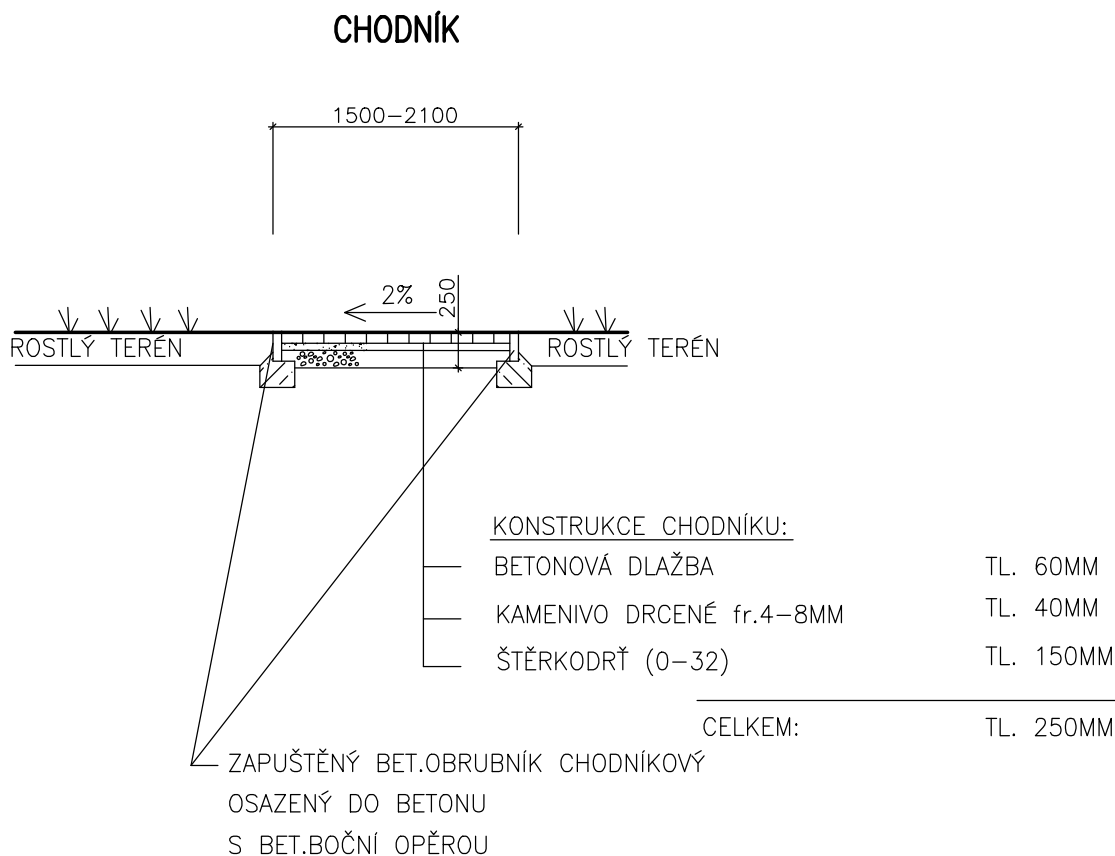 CHODNÍK
1500-2100
2%
250
ROSTLÝ TERÉN
ROSTLÝ TERÉN
KONSTRUKCE CHODNÍKU:
BETONOVÁ DLAŽBA TL. 60MM
KAMENIVO DRCENÉ fr.4-8MM TL. 40MM
ŠTĚRKODRŤ (0-32) TL. 150MM
CELKEM: TL. 250MM
ZAPUŠTĚNÝ BET.OBRUBNÍK CHODNÍKOVÝ
OSAZENÝ DO BETONU
S BET.BOČNÍ OPĚROU